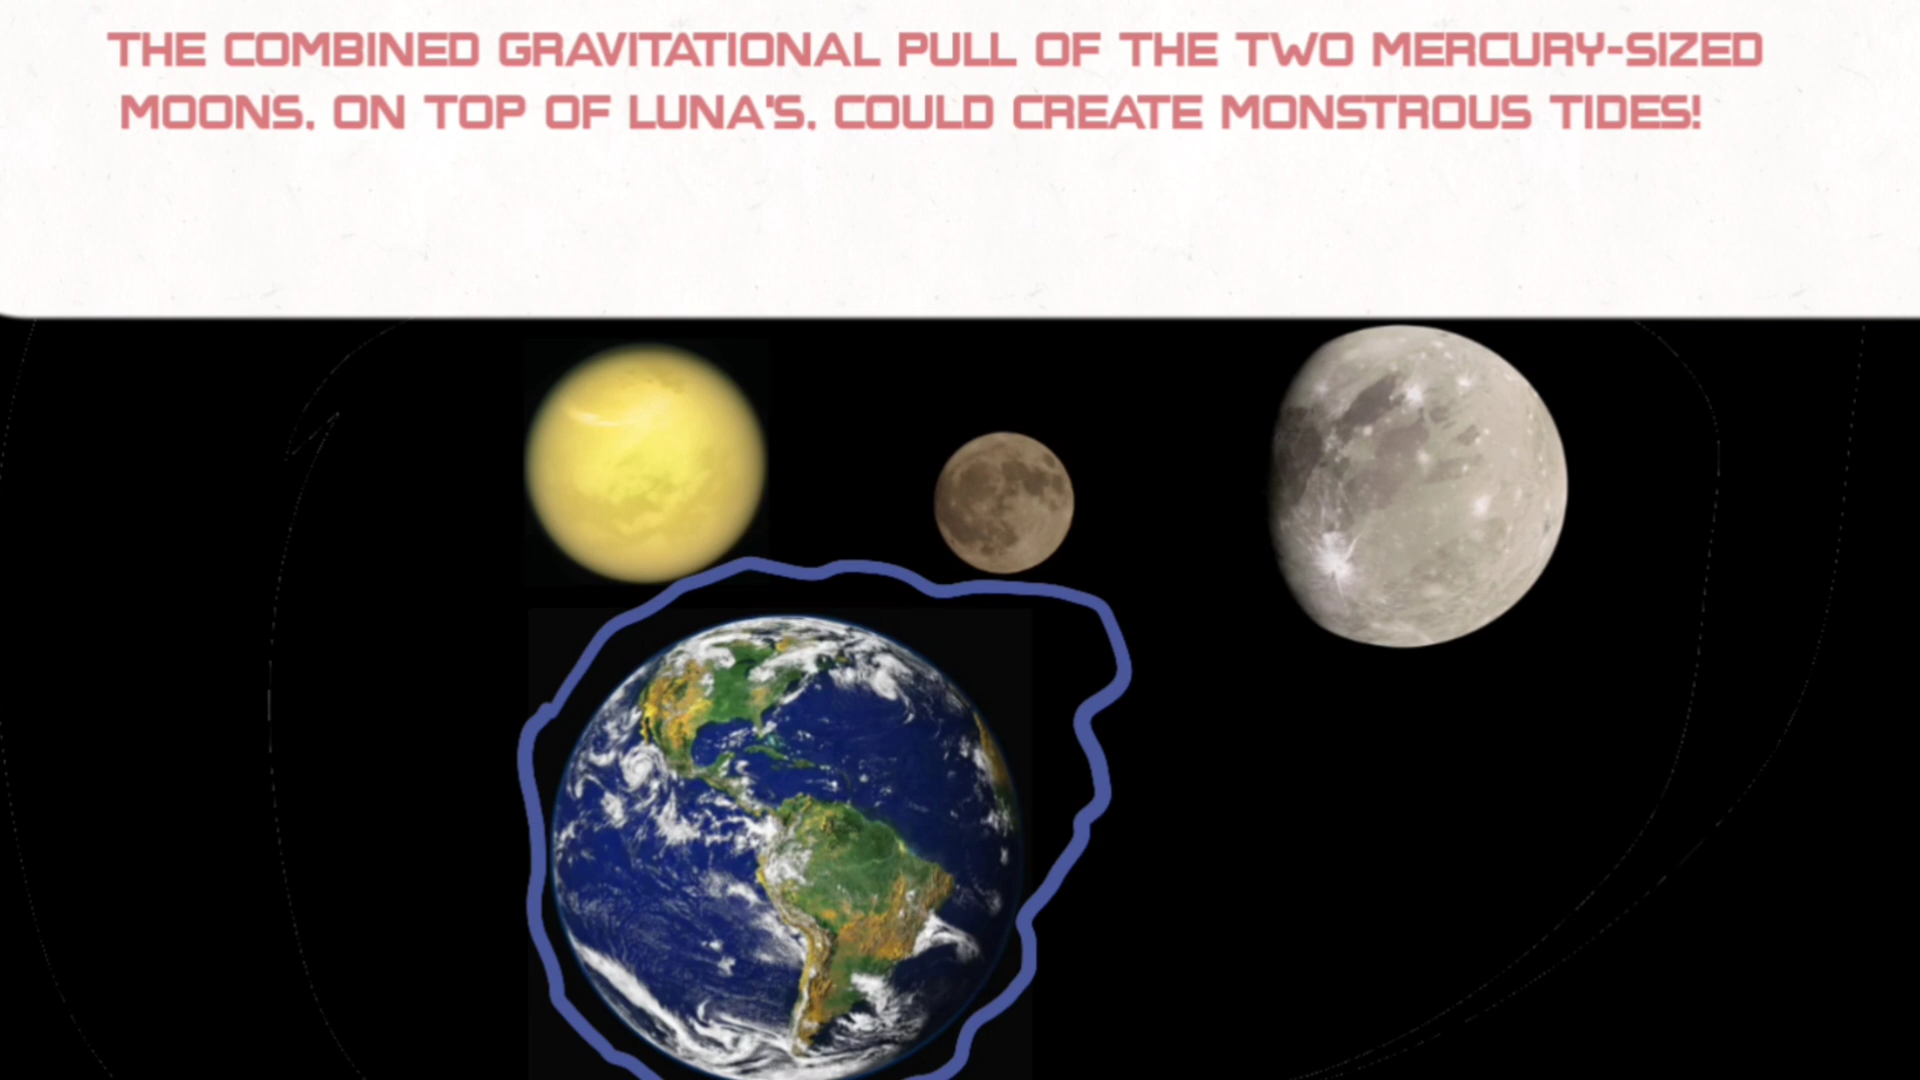 THE COMBINED GRAVITATIONAL PULL OF THE TWO MERCURY-SIZED
MOONS, ON TOP OF LUNA'S, COULD CREATE MONSTROUS TIDES!